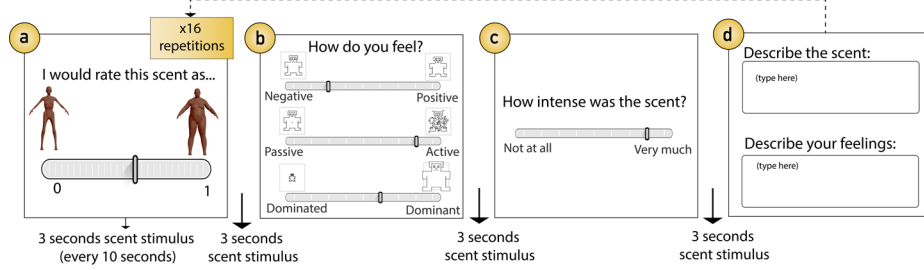 a
x16
repetitions
I would rate this scent as...
0
1
3 seconds scent stimulus
(every 10 seconds)
b
How do you feel?
Negative
Positive
Passive
Active
Dominated
Dominant
3 seconds
scent stimulus
c
How intense was the scent?
Not at all
Very much
3 seconds
scent stimulus
d
Describe the scent:
(type here)
Describe your feelings:
(type here)
3 seconds
scent stimulus